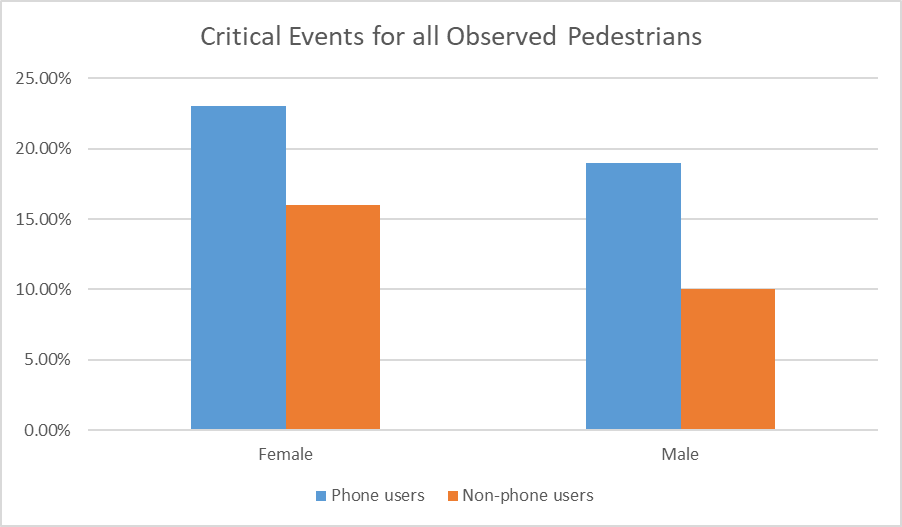 Critical Events for all Observed Pedestrians
25.00%
20.00%
15.00%
10.00%
5.00%
0.00%
Female Male
Phone users Non-phone users